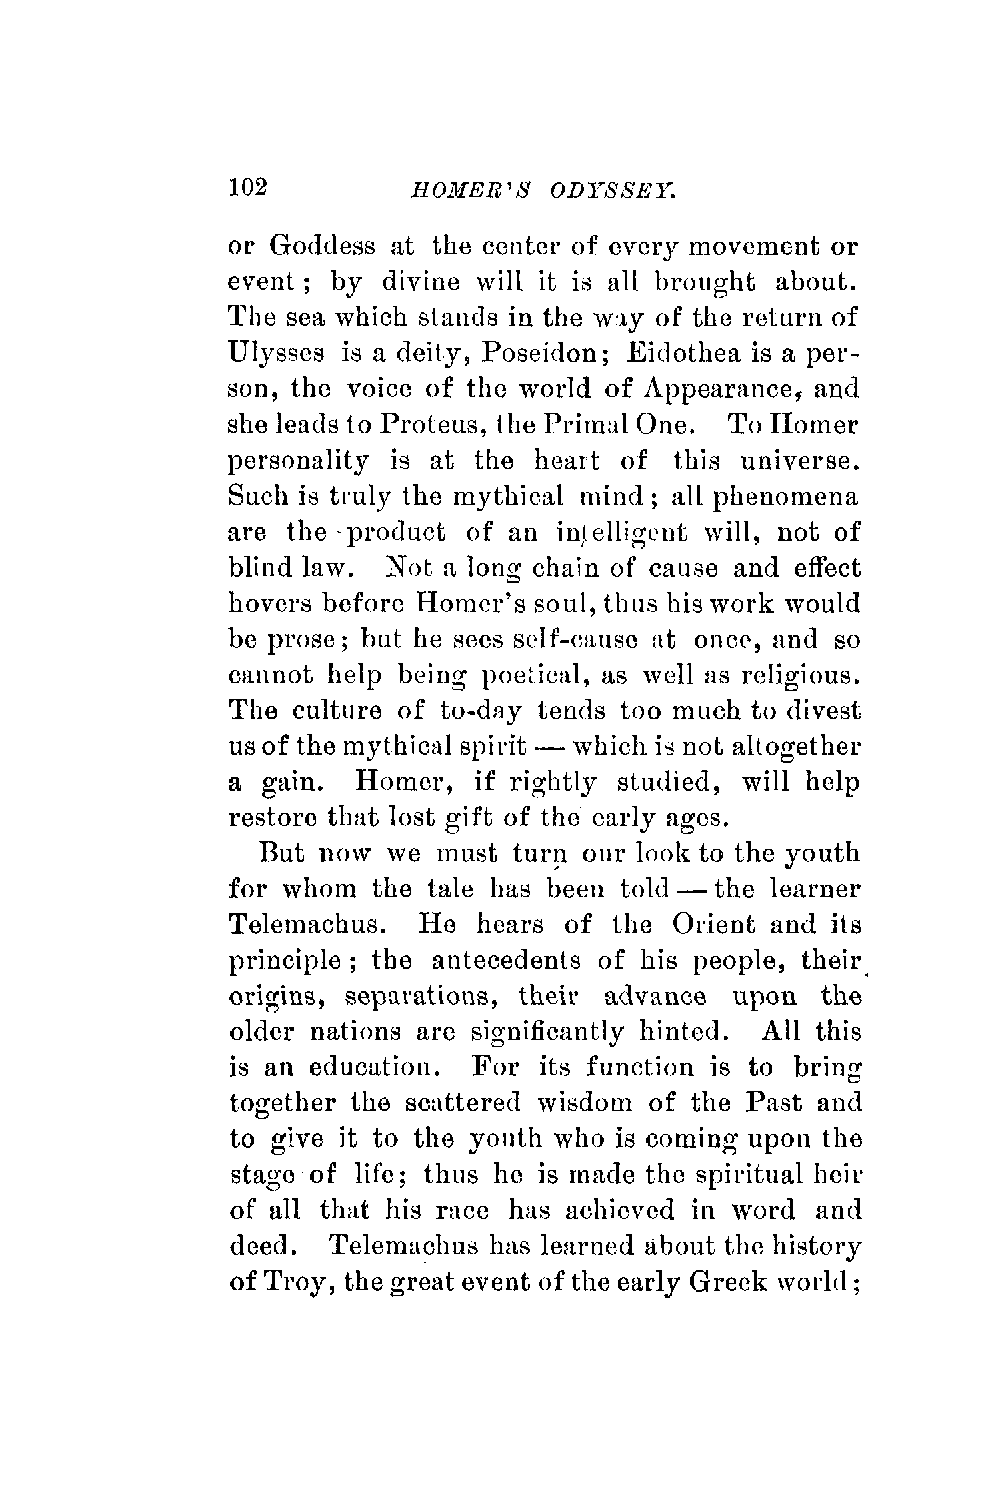 102 HOMER'S ODYSSEY.
or Goddess at the center of every movement or
event; by divine will it is all brought about.
The sea which stands in the way of the return of
Ulysses is a deity, Poseidon; Eidothea is a per-
son, the voice of the world of Appearance, and
she leads to Proteus, the Primal One. To Homer
personality is at the heart of this universe.
Such is truly the mythical mind; all phenomena
are the product of an intelligent will, not of
blind law. Not a long chain of cause and effect
hovers before Homer's soul, thus his work would
be prose; but he sees self-cause at once, and so
cannot help being poetical, as well as religious.
The culture of to-day tends too much to divest
us of the mythical spirit — which is not altogether
a gain. Homer, if rightly studied, will help
restore that lost gift of the early ages.
But now we must turn our look to the youth
for whom the tale has been told — the learner
Telemachus. He hears of the Orient and its
principle; the antecedents of his people, their
origins, separations, their advance upon the
older nations are significantly hinted. All this
is an education. For its function is to bring
together the scattered wisdom of the Past and
to give it to the youth who is coming upon the
stage of life; thus he is made the spiritual heir
of all that his race has achieved in word and
deed. Telemachus has learned about the history
of Troy, the great event of the early Greek world;